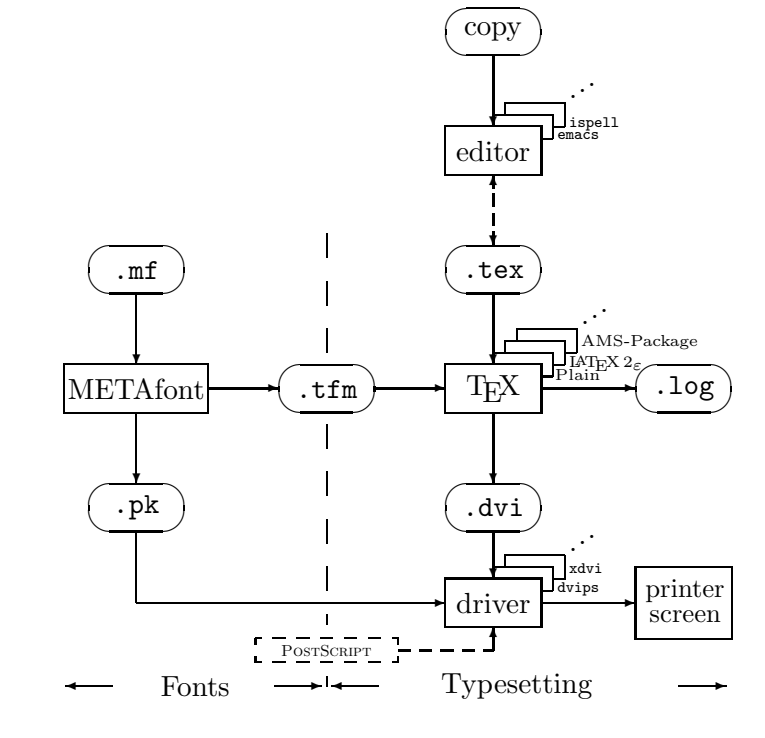 copy
ispell
emacs
editor
.mf
.tex
AMS-Package
LATEX 2ε
Plain
METAfont
.tfm
TEX
.log
.pk
.dvi
xdvi
dvips
driver
printer
screen
POSTSCRIPT
Fonts
Typesetting